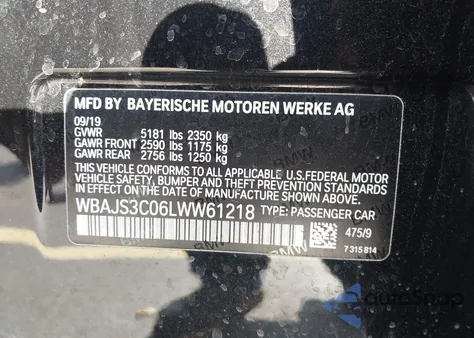 MFD BY BAYERISCHE MOTOREN WERKE AG
09/19
GVWR 5181 lbs 2350 kg
GAWR FRONT 2590 lbs 1175 kg
GAWR REAR 2756 lbs 1250 kg
THIS VEHICLE CONFORMS TO ALL APPLICABLE U.S.FEDERAL MOTOR
VEHICLE SAFETY, BUMPER AND THEFT PREVENTION STANDARDS IN
EFFECT ON THE DATE OF MANUFACTURE SHOWN ABOVE.
WBAJS3C06LWW61218 TYPE: PASSENGER CAR
475/9
7 315 814
AutoSnap